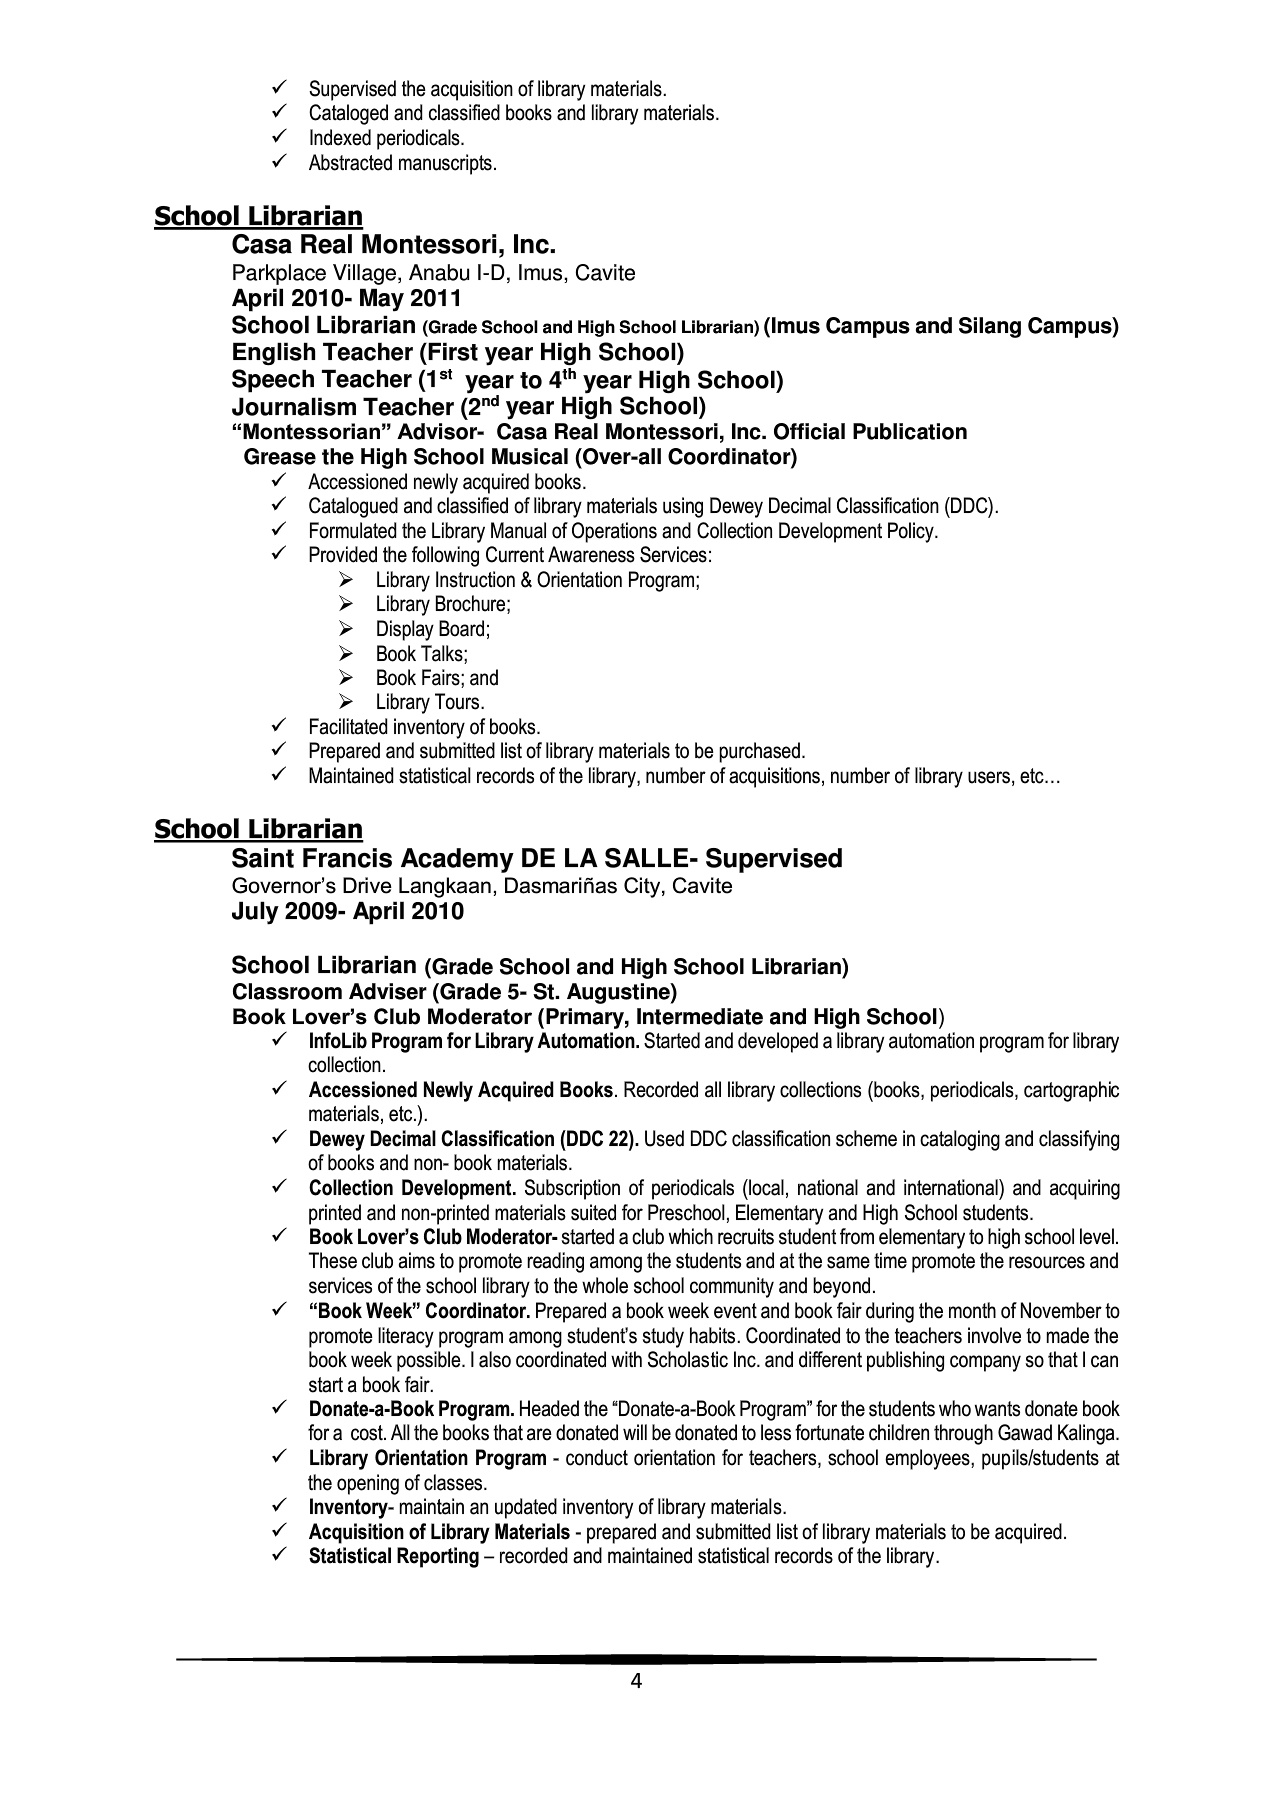 ✓ Supervised the acquisition of library materials.
✓ Cataloged and classified books and library materials.
✓ Indexed periodicals.
✓ Abstracted manuscripts.
School Librarian
Casa Real Montessori, Inc.
Parkplace Village, Anabu I-D, Imus, Cavite
April 2010- May 2011
School Librarian (Grade School and High School Librarian) (Imus Campus and Silang Campus)
English Teacher (First year High School)
Speech Teacher (1st year to 4th year High School)
Journalism Teacher (2nd year High School)
“Montessorian” Advisor- Casa Real Montessori, Inc. Official Publication
Grease the High School Musical (Over-all Coordinator)
✓ Accessioned newly acquired books.
✓ Catalogued and classified of library materials using Dewey Decimal Classification (DDC).
✓ Formulated the Library Manual of Operations and Collection Development Policy.
✓ Provided the following Current Awareness Services:
➢ Library Instruction & Orientation Program;
➢ Library Brochure;
➢ Display Board;
➢ Book Talks;
➢ Book Fairs; and
➢ Library Tours.
✓ Facilitated inventory of books.
✓ Prepared and submitted list of library materials to be purchased.
✓ Maintained statistical records of the library, number of acquisitions, number of library users, etc…
School Librarian
Saint Francis Academy DE LA SALLE- Supervised
Governor’s Drive Langkaan, Dasmariñas City, Cavite
July 2009- April 2010
School Librarian (Grade School and High School Librarian)
Classroom Adviser (Grade 5- St. Augustine)
Book Lover’s Club Moderator (Primary, Intermediate and High School)
✓ InfoLib Program for Library Automation. Started and developed a library automation program for library
collection.
✓ Accessioned Newly Acquired Books. Recorded all library collections (books, periodicals, cartographic
materials, etc.).
✓ Dewey Decimal Classification (DDC 22). Used DDC classification scheme in cataloging and classifying
of books and non- book materials.
✓ Collection Development. Subscription of periodicals (local, national and international) and acquiring
printed and non-printed materials suited for Preschool, Elementary and High School students.
✓ Book Lover’s Club Moderator- started a club which recruits student from elementary to high school level.
These club aims to promote reading among the students and at the same time promote the resources and
services of the school library to the whole school community and beyond.
✓ “Book Week” Coordinator. Prepared a book week event and book fair during the month of November to
promote literacy program among student’s study habits. Coordinated to the teachers involve to made the
book week possible. I also coordinated with Scholastic Inc. and different publishing company so that I can
start a book fair.
✓ Donate-a-Book Program. Headed the “Donate-a-Book Program” for the students who wants donate book
for a cost. All the books that are donated will be donated to less fortunate children through Gawad Kalinga.
✓ Library Orientation Program - conduct orientation for teachers, school employees, pupils/students at
the opening of classes.
✓ Inventory- maintain an updated inventory of library materials.
✓ Acquisition of Library Materials - prepared and submitted list of library materials to be acquired.
✓ Statistical Reporting – recorded and maintained statistical records of the library.
4